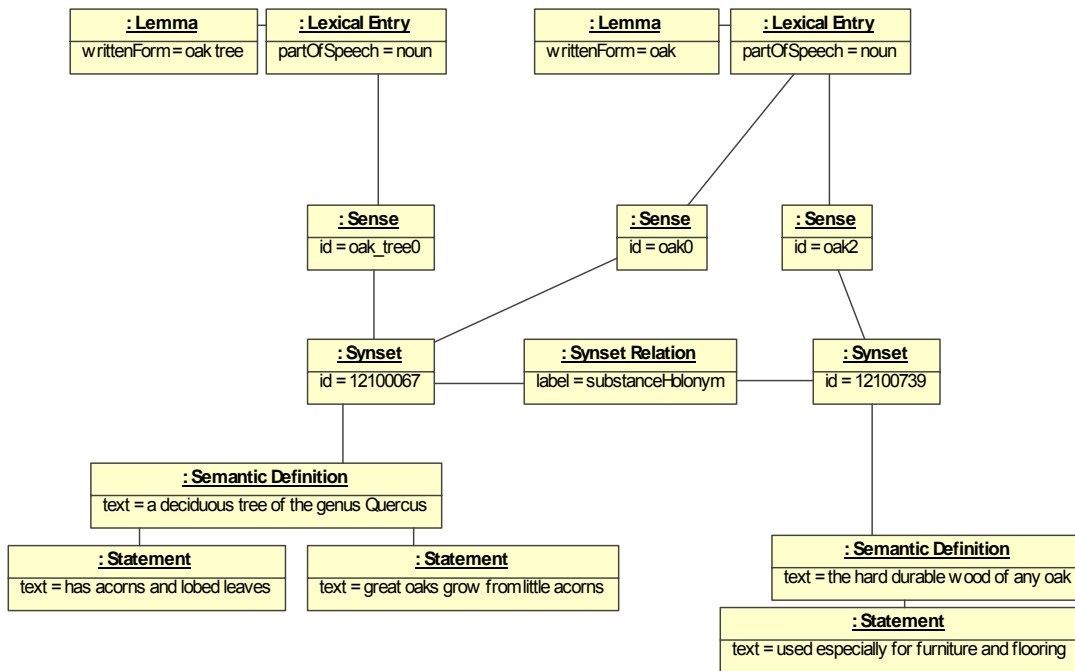 : Lemma
writtenForm = oak tree
: Lexical Entry
partOfSpeech = noun
: Lemma
writtenForm = oak
: Lexical Entry
partOfSpeech = noun
: Sense
id = oak_tree0
: Sense
id = oak0
: Sense
id = oak2
: Synset
id = 12100067
: Synset Relation
label = substanceHolonym
: Synset
id = 12100739
: Semantic Definition
text = a deciduous tree of the genus Quercus
: Statement
text = has acorns and lobed leaves
: Statement
text = great oaks grow from little acorns
: Semantic Definition
text = the hard durable wood of any oak
: Statement
text = used especially for furniture and flooring